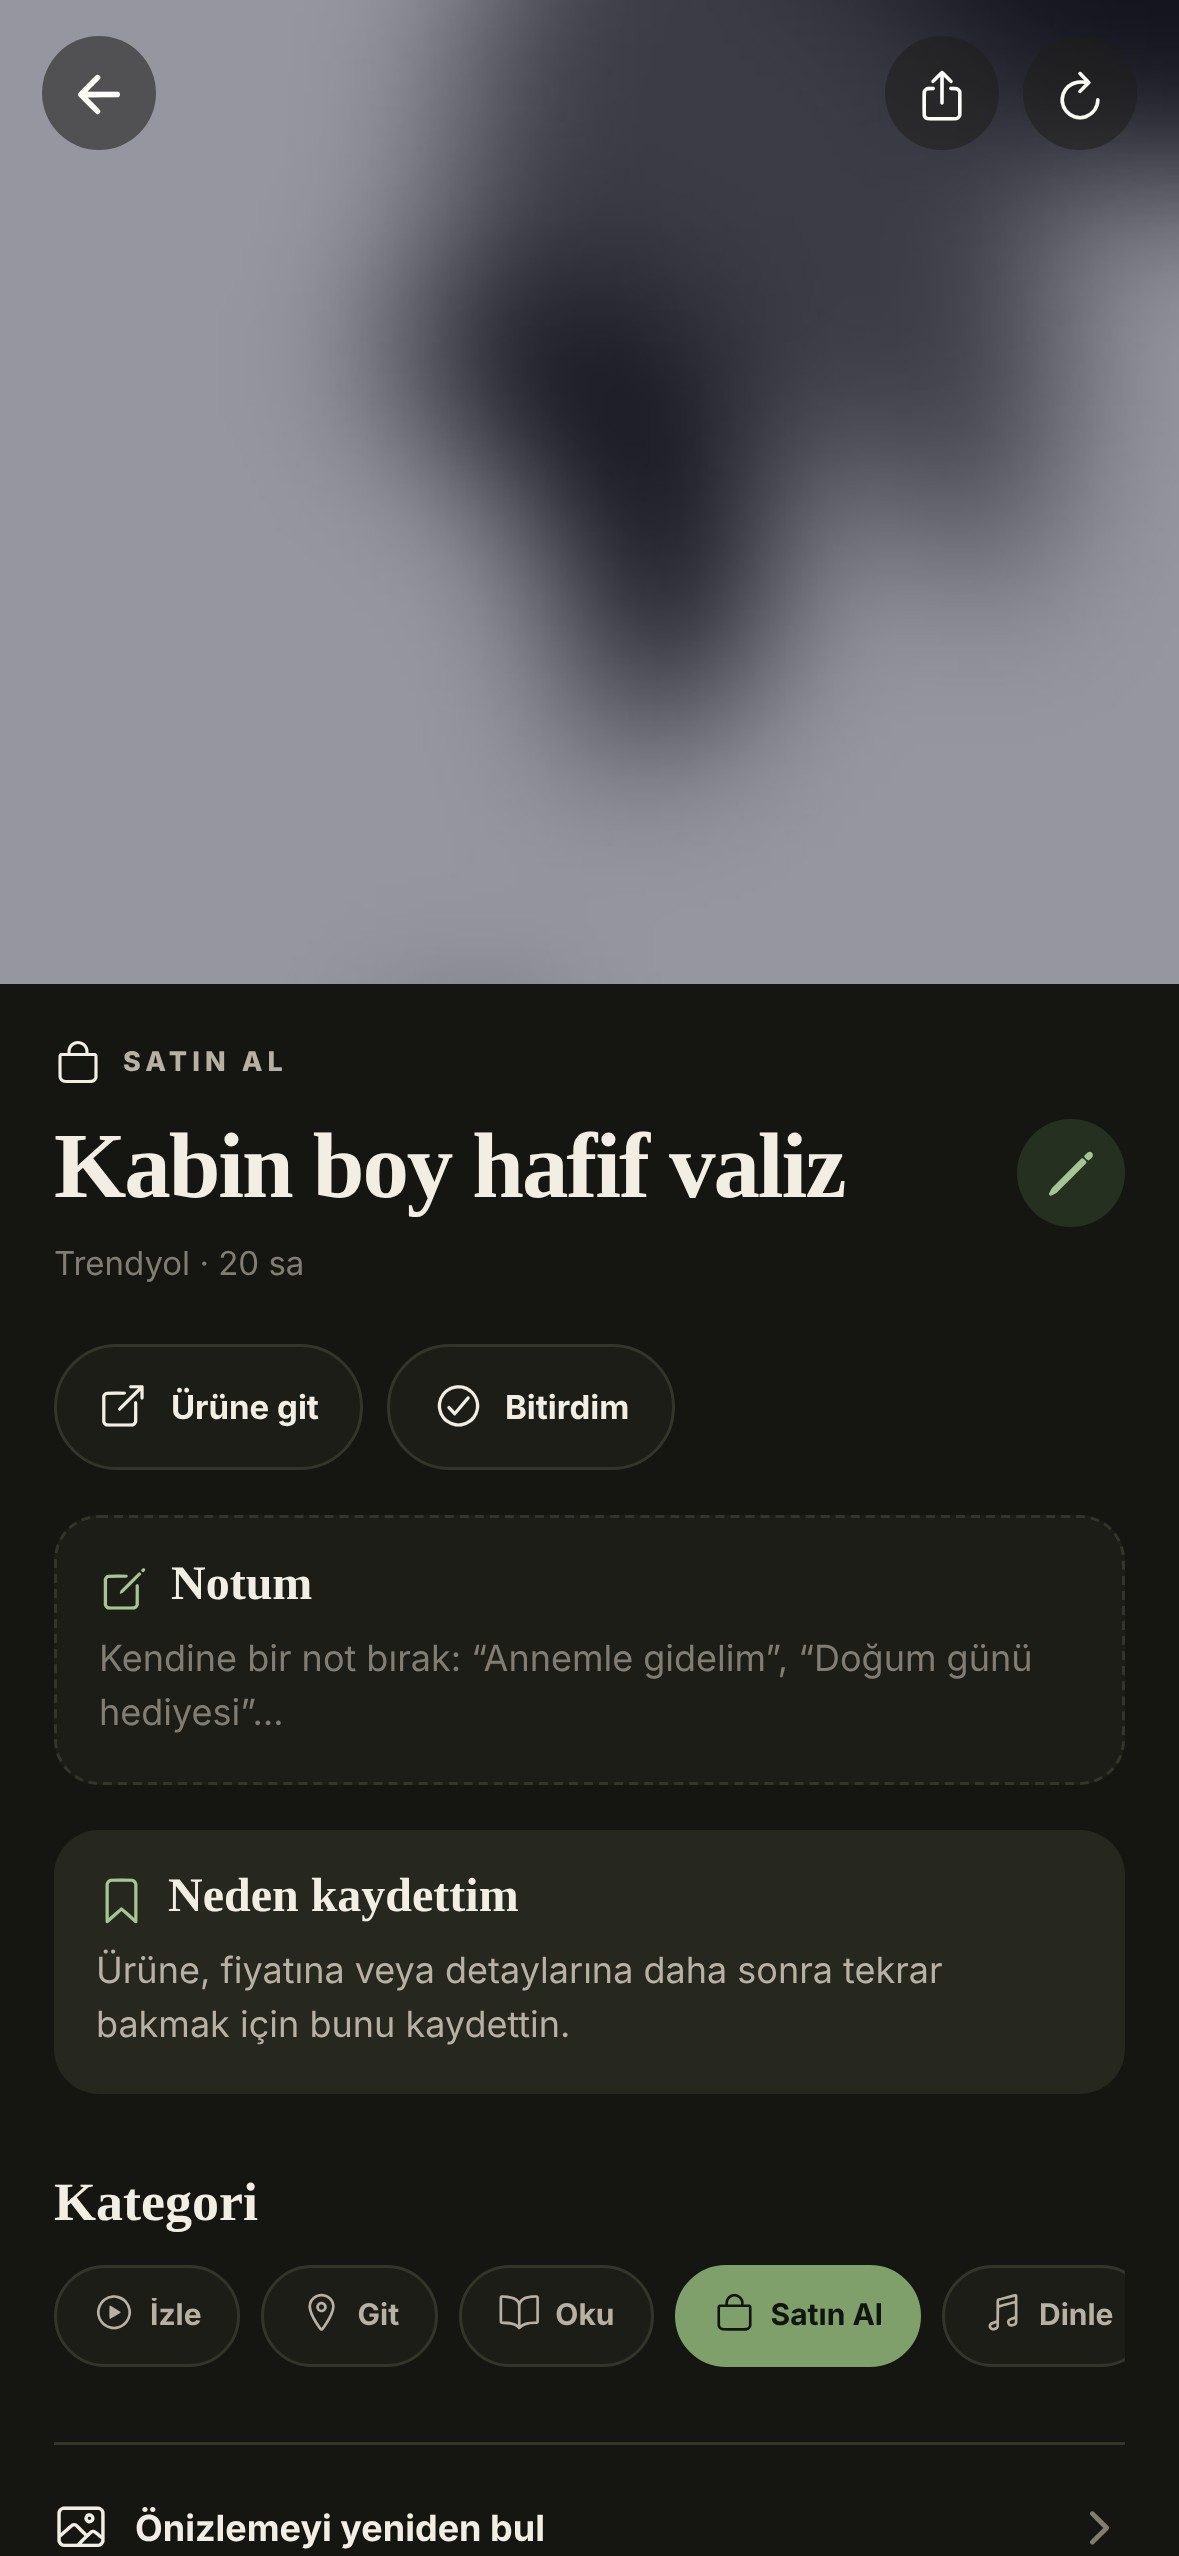 SATIN AL
Kabin boy hafif valiz
Trendyol · 20 sa
Ürüne git
Bitirdim
Notum
Kendine bir not bırak: “Annemle gidelim”, “Doğum günü
hediyesi”...
Neden kaydettim
Ürüne, fiyatına veya detaylarına daha sonra tekrar
bakmak için bunu kaydettin.
Kategori
İzle
Git
Oku
Satın Al
Dinle
Önizlemeyi yeniden bul